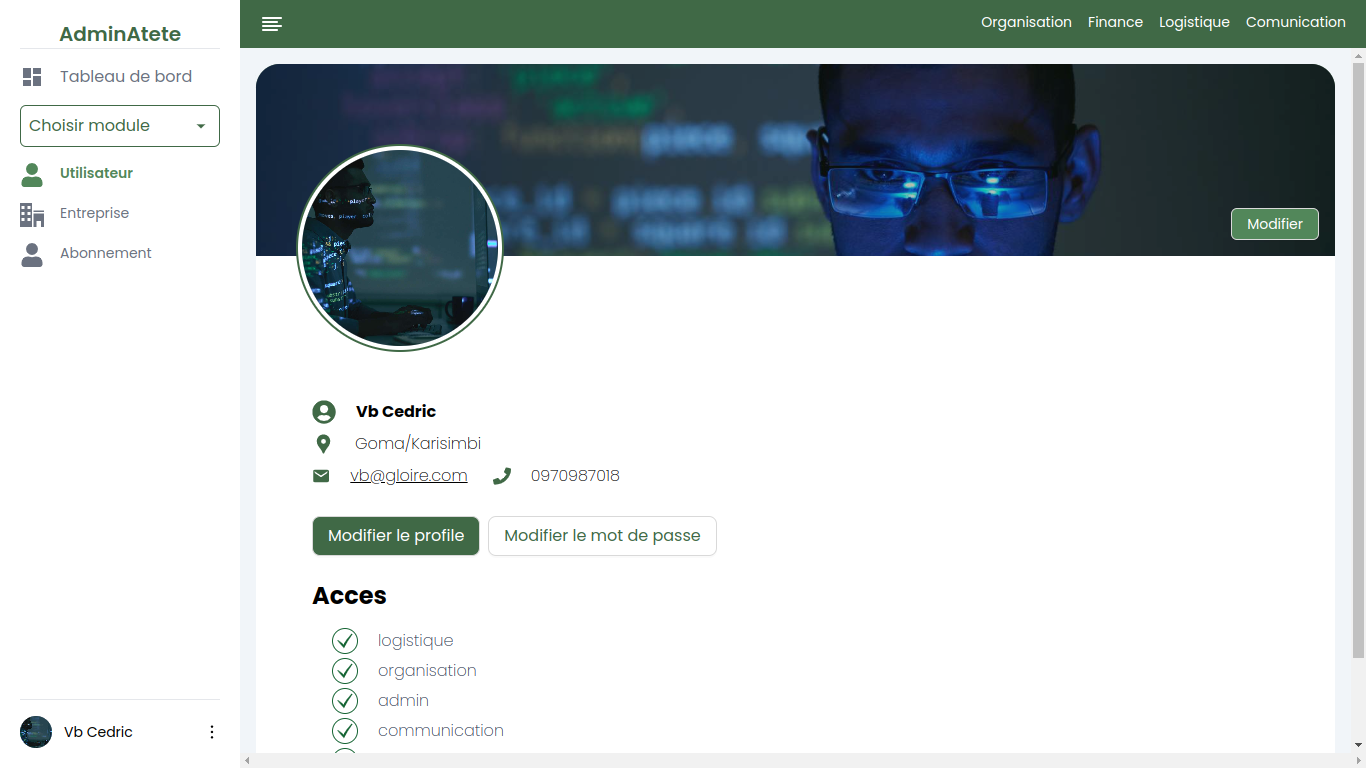 AdminAtete
Organisation Finance Logistique Comunication
Tableau de bord
Choisir module
Utilisateur
Entreprise
Abonnement
Modifier
Vb Cedric
Goma/Karisimbi
vb@gloire.com 0970987018
Modifier le profile Modifier le mot de passe
Acces
logistique
organisation
admin
communication
Vb Cedric